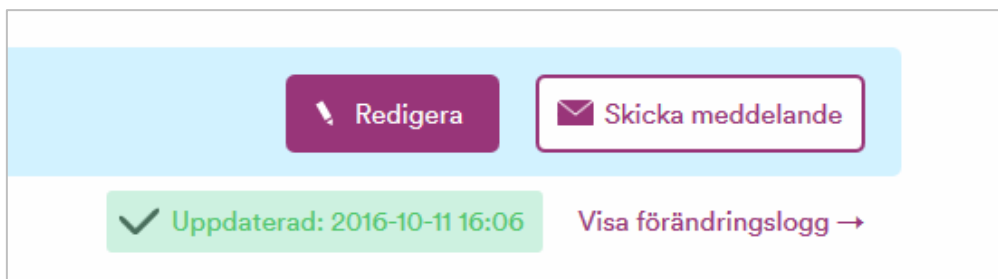 Redigera Skicka meddelande
Uppdaterad: 2016-10-11 16:06 Visa förändringslogg →